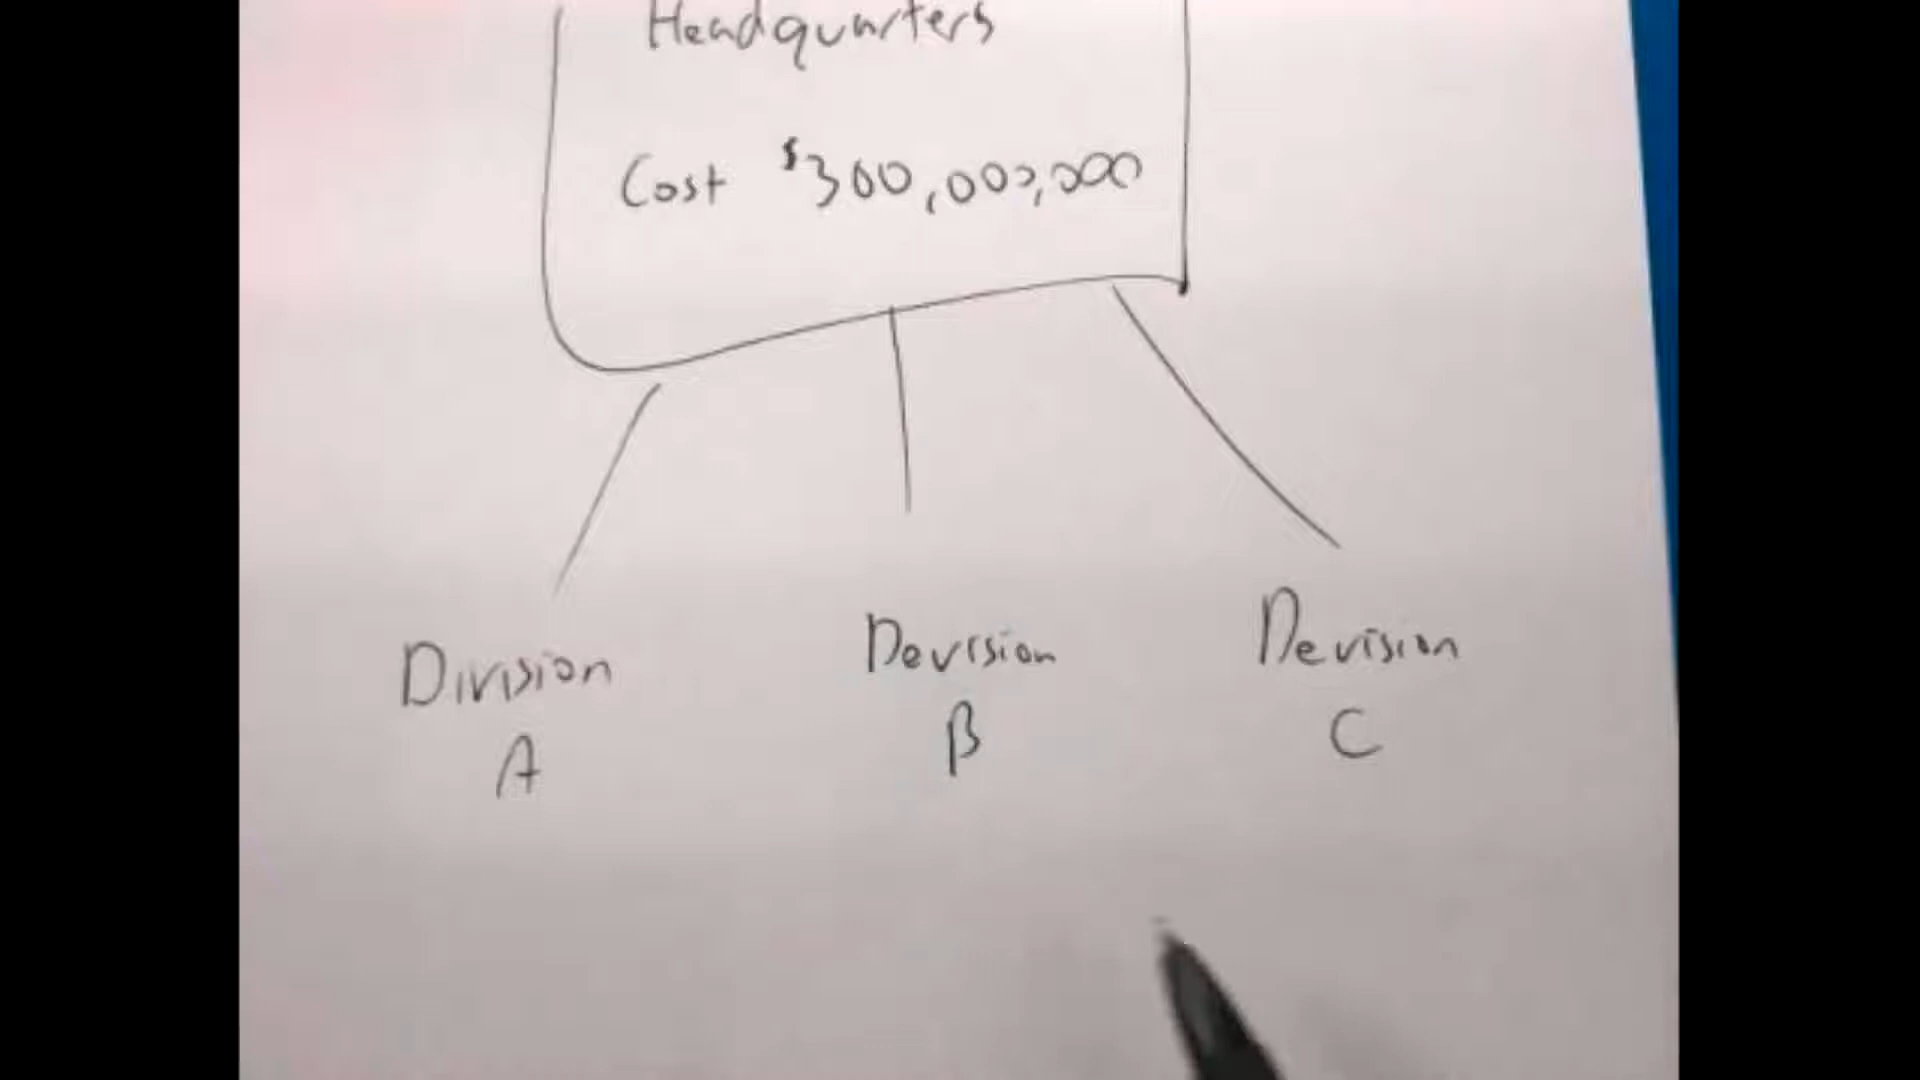 Headquarters
Cost $300,000,000
Division
A
Devision
B
Devision
C